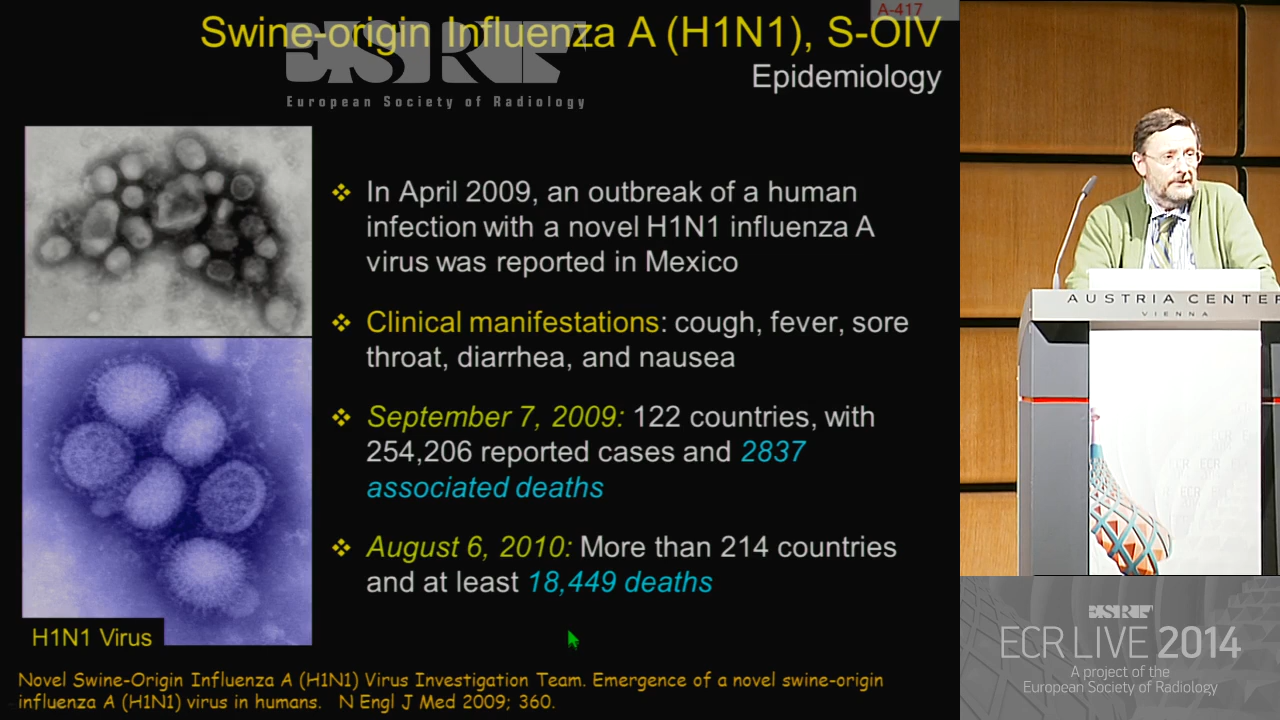 A-417
Swine-origin Influenza A (H1N1), S-OIV
Epidemiology
ESR
European Society of Radiology
❖ In April 2009, an outbreak of a human
infection with a novel H1N1 influenza A
virus was reported in Mexico
❖ Clinical manifestations: cough, fever, sore
throat, diarrhea, and nausea
❖ September 7, 2009: 122 countries, with
254,206 reported cases and 2837
associated deaths
❖ August 6, 2010: More than 214 countries
and at least 18,449 deaths
H1N1 Virus
Novel Swine-Origin Influenza A (H1N1) Virus Investigation Team. Emergence of a novel swine-origin
influenza A (H1N1) virus in humans. N Engl J Med 2009; 360.
AUSTRIA CENTER
VIENNA
ESR
ECR LIVE 2014
A project of the
European Society of Radiology